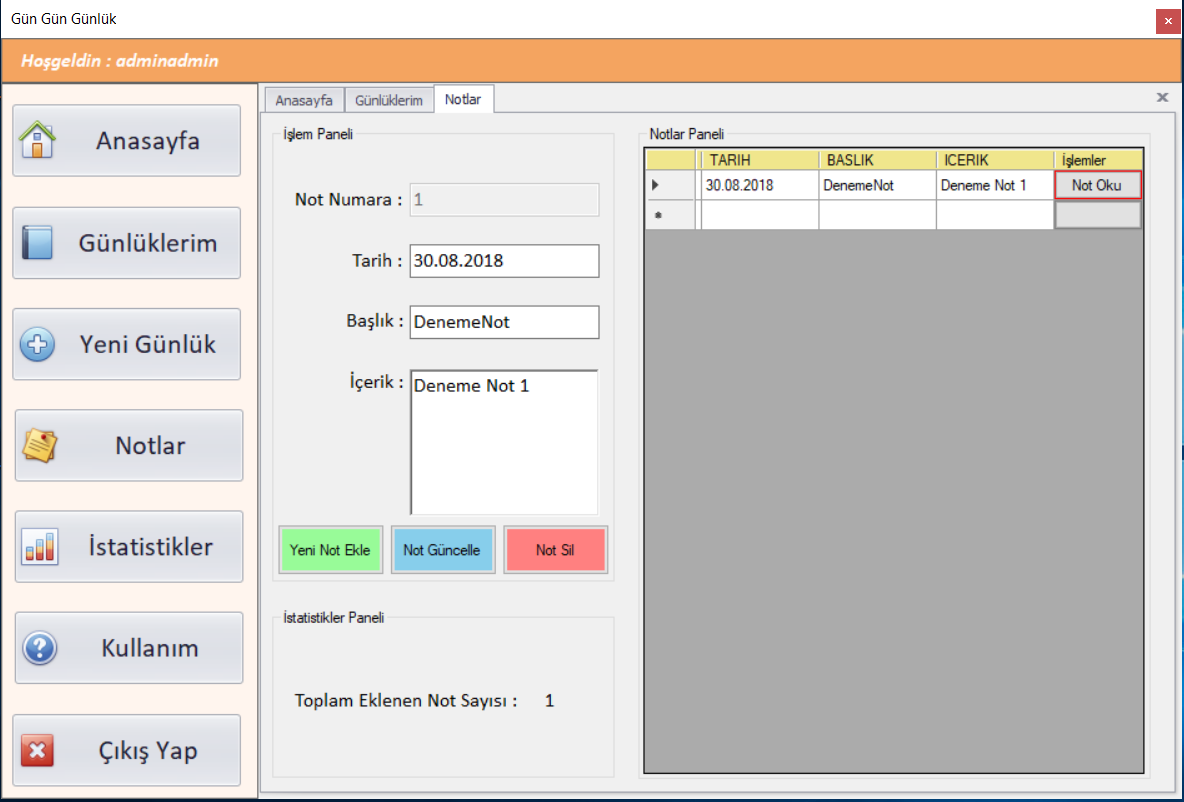 Gün Gün Günlük
Hoşgeldin : adminadmin
Anasayfa
Günlüklerim
Yeni Günlük
Notlar
İstatistikler
Kullanım
Çıkış Yap
Anasayfa Günlüklerim Notlar
İşlem Paneli
Not Numara : 1
Tarih : 30.08.2018
Başlık : DenemeNot
İçerik : Deneme Not 1
Yeni Not Ekle Not Güncelle Not Sil
İstatistikler Paneli
Toplam Eklenen Not Sayısı : 1
Notlar Paneli
TARIH BASLIK ICERIK İşlemler
30.08.2018 DenemeNot Deneme Not 1 Not Oku